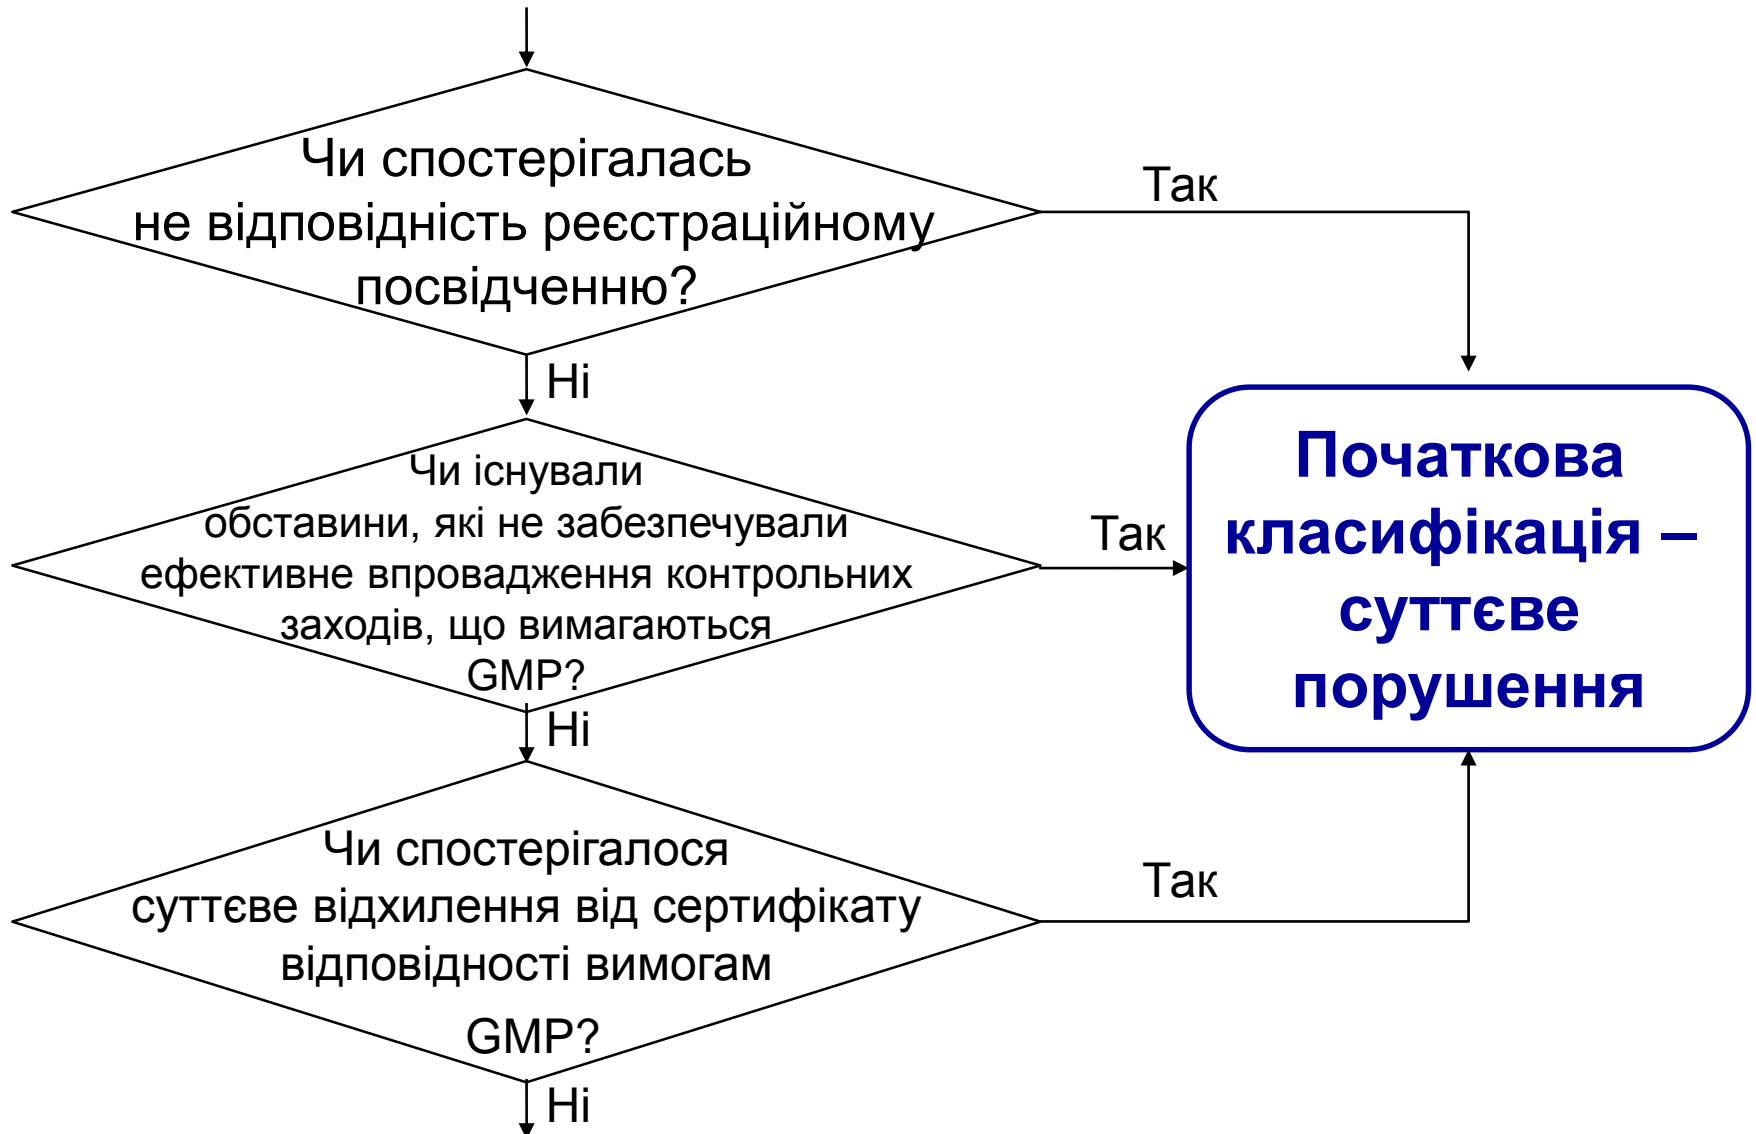 Чи спостерігалась
не відповідність реєстраційному
посвідченню?
Так
Ні
Чи існували
обставини, які не забезпечували
ефективне впровадження контрольних
заходів, що вимагаються
GMP?
Так
Початкова
класифікація –
суттєве
порушення
Ні
Чи спостерігалося
суттєве відхилення від сертифікату
відповідності вимогам
GMP?
Так
Ні